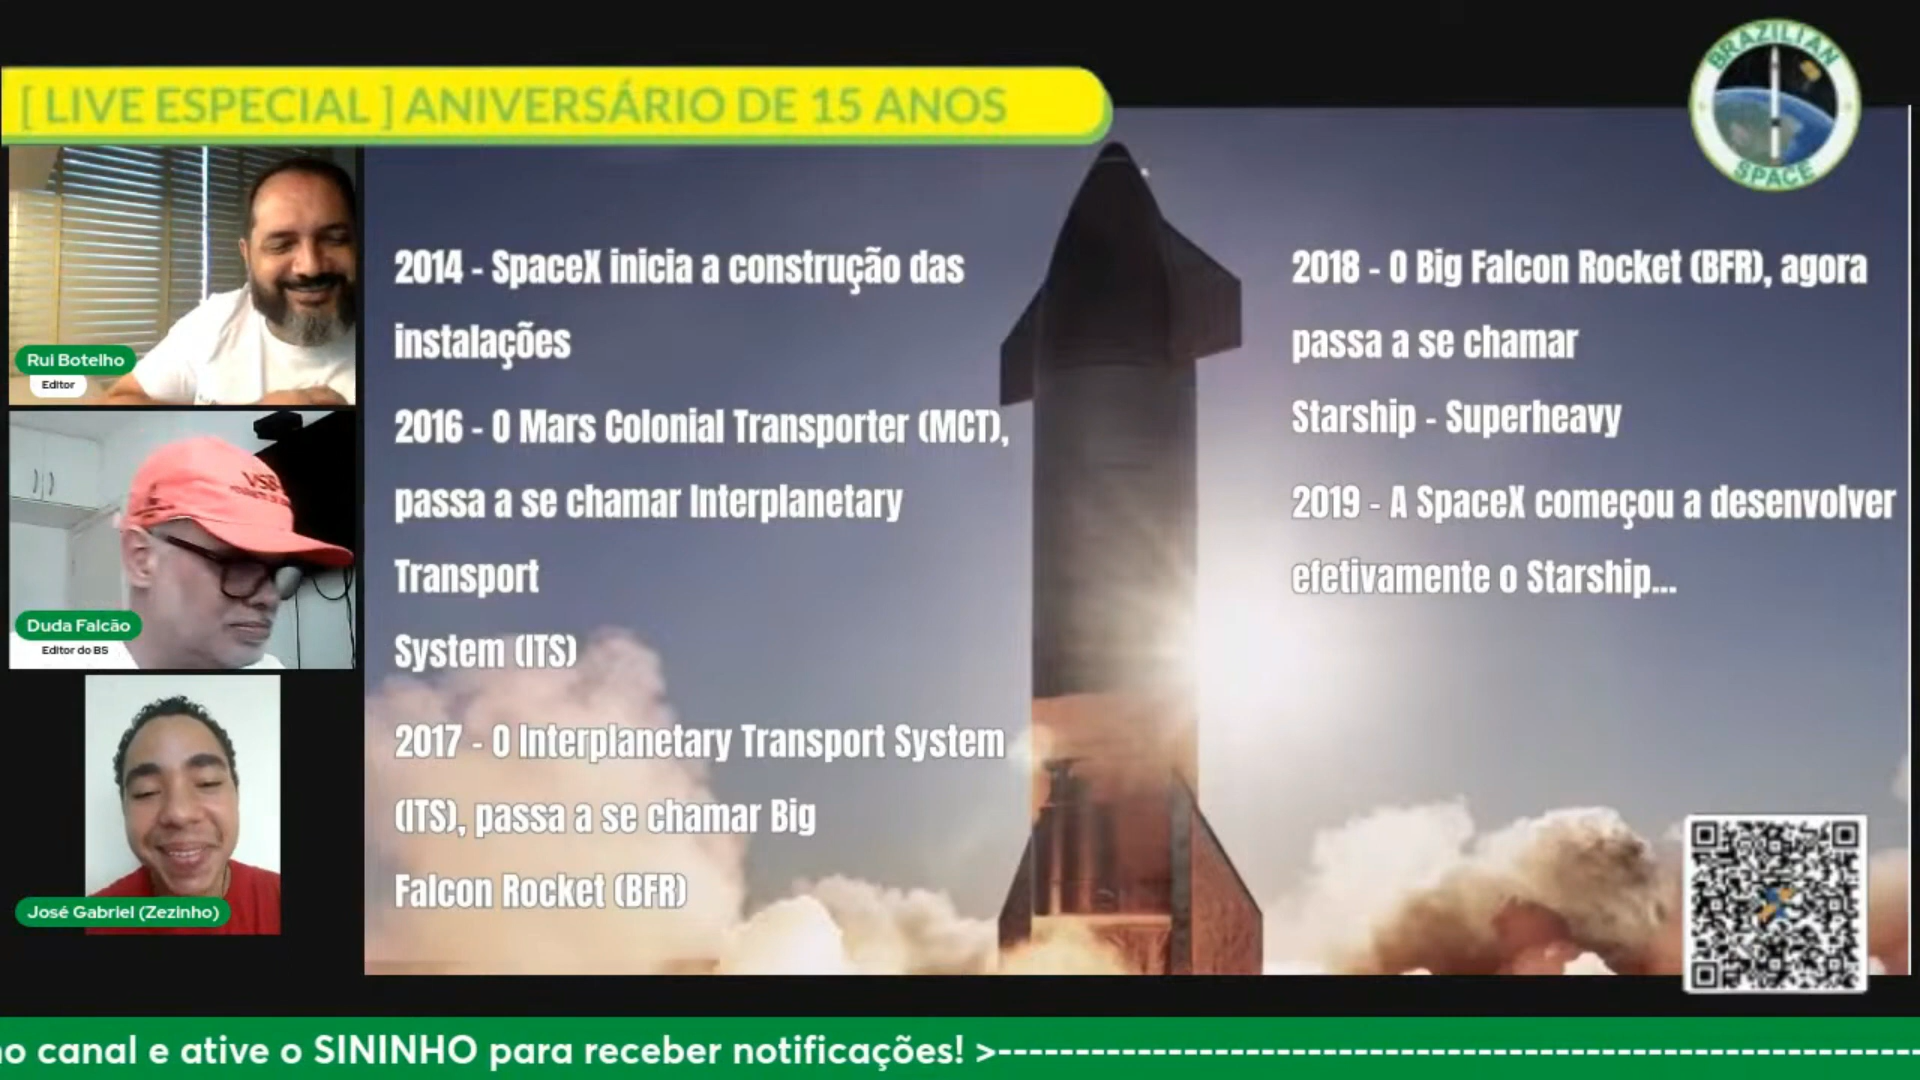 [ LIVE ESPECIAL ] ANIVERSÁRIO DE 15 ANOS
BRAZILIAN
SPACE
Rui Botelho
Editor
Duda Falcão
Editor do BS
José Gabriel (Zezinho)
2014 - SpaceX inicia a construção das
instalações
2016 - O Mars Colonial Transporter (MCT),
passa a se chamar Interplanetary
Transport
System (ITS)
2017 - O Interplanetary Transport System
(ITS), passa a se chamar Big
Falcon Rocket (BFR)
2018 - O Big Falcon Rocket (BFR), agora
passa a se chamar
Starship - Superheavy
2019 - A SpaceX começou a desenvolver
efetivamente o Starship...
no canal e ative o SININHO para receber notificações! >--------------------------------------------------